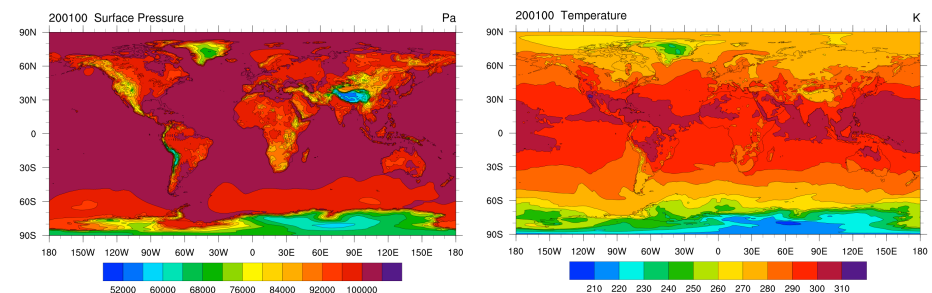 200100 Surface Pressure Pa
90N
60N
30N
0
30S
60S
90S
180 150W 120W 90W 60W 30W 0 30E 60E 90E 120E 150E 180
52000 60000 68000 76000 84000 92000 100000
200100 Temperature K
90N
60N
30N
0
30S
60S
90S
180 150W 120W 90W 60W 30W 0 30E 60E 90E 120E 150E 180
210 220 230 240 250 260 270 280 290 300 310